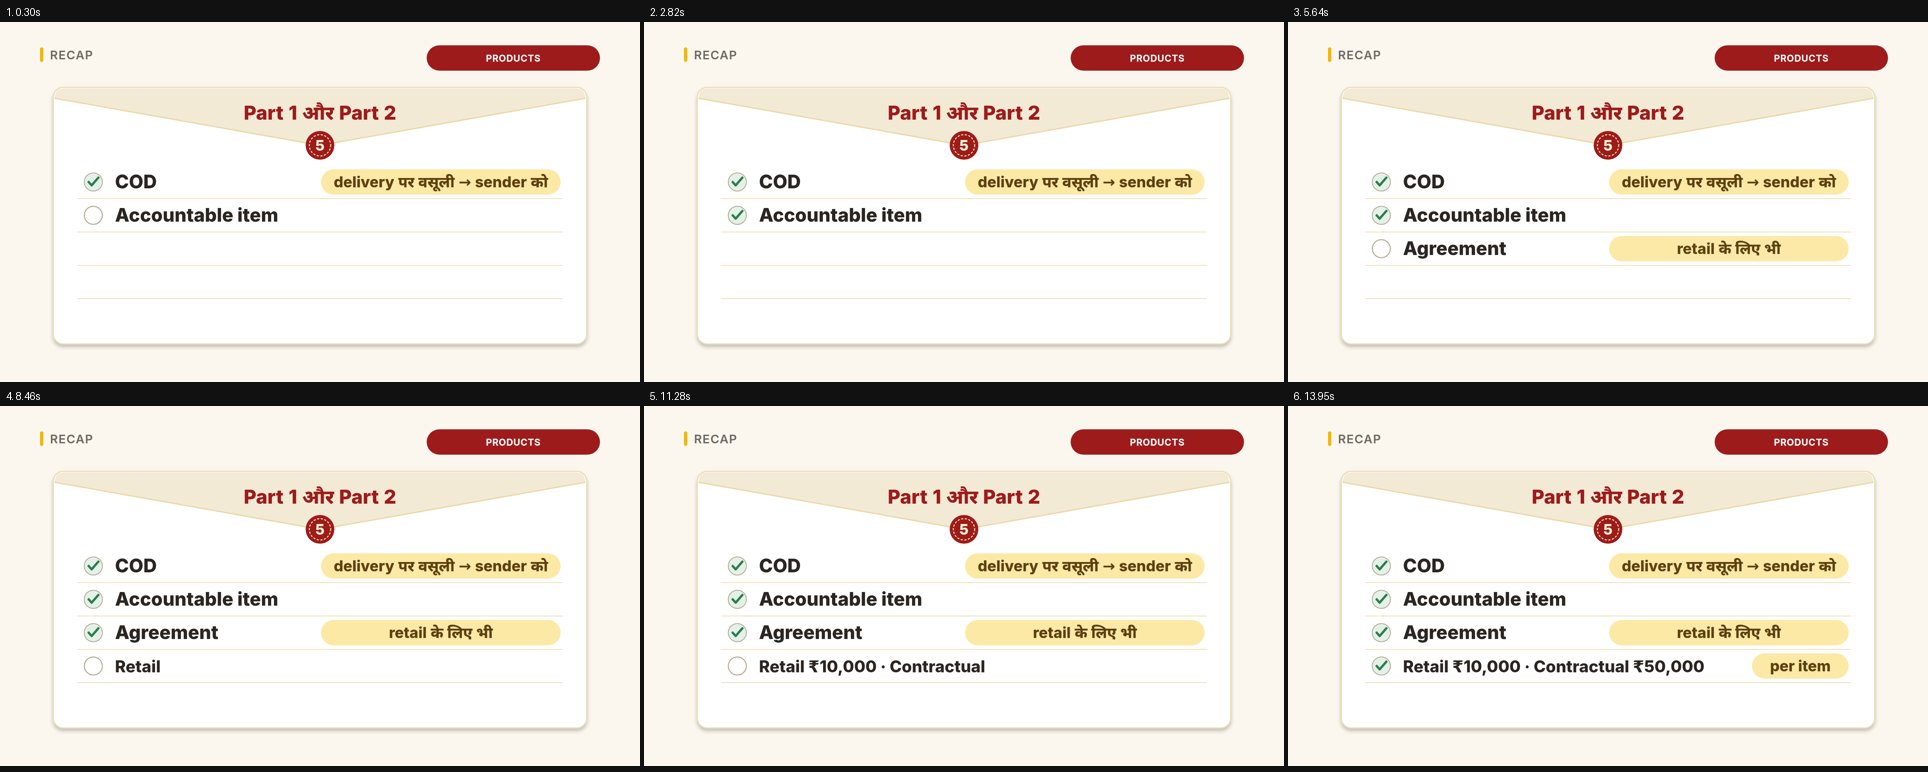 1. 0.30s
RECAP
PRODUCTS
Part 1 और Part 2
5
COD delivery पर वसूली → sender को
Accountable item
2. 2.82s
RECAP
PRODUCTS
Part 1 और Part 2
5
COD delivery पर वसूली → sender को
Accountable item
3. 5.64s
RECAP
PRODUCTS
Part 1 और Part 2
5
COD delivery पर वसूली → sender को
Accountable item
Agreement retail के लिए भी
4. 8.46s
RECAP
PRODUCTS
Part 1 और Part 2
5
COD delivery पर वसूली → sender को
Accountable item
Agreement retail के लिए भी
Retail
5. 11.28s
RECAP
PRODUCTS
Part 1 और Part 2
5
COD delivery पर वसूली → sender को
Accountable item
Agreement retail के लिए भी
Retail ₹10,000 · Contractual
6. 13.95s
RECAP
PRODUCTS
Part 1 और Part 2
5
COD delivery पर वसूली → sender को
Accountable item
Agreement retail के लिए भी
Retail ₹10,000 · Contractual ₹50,000 per item